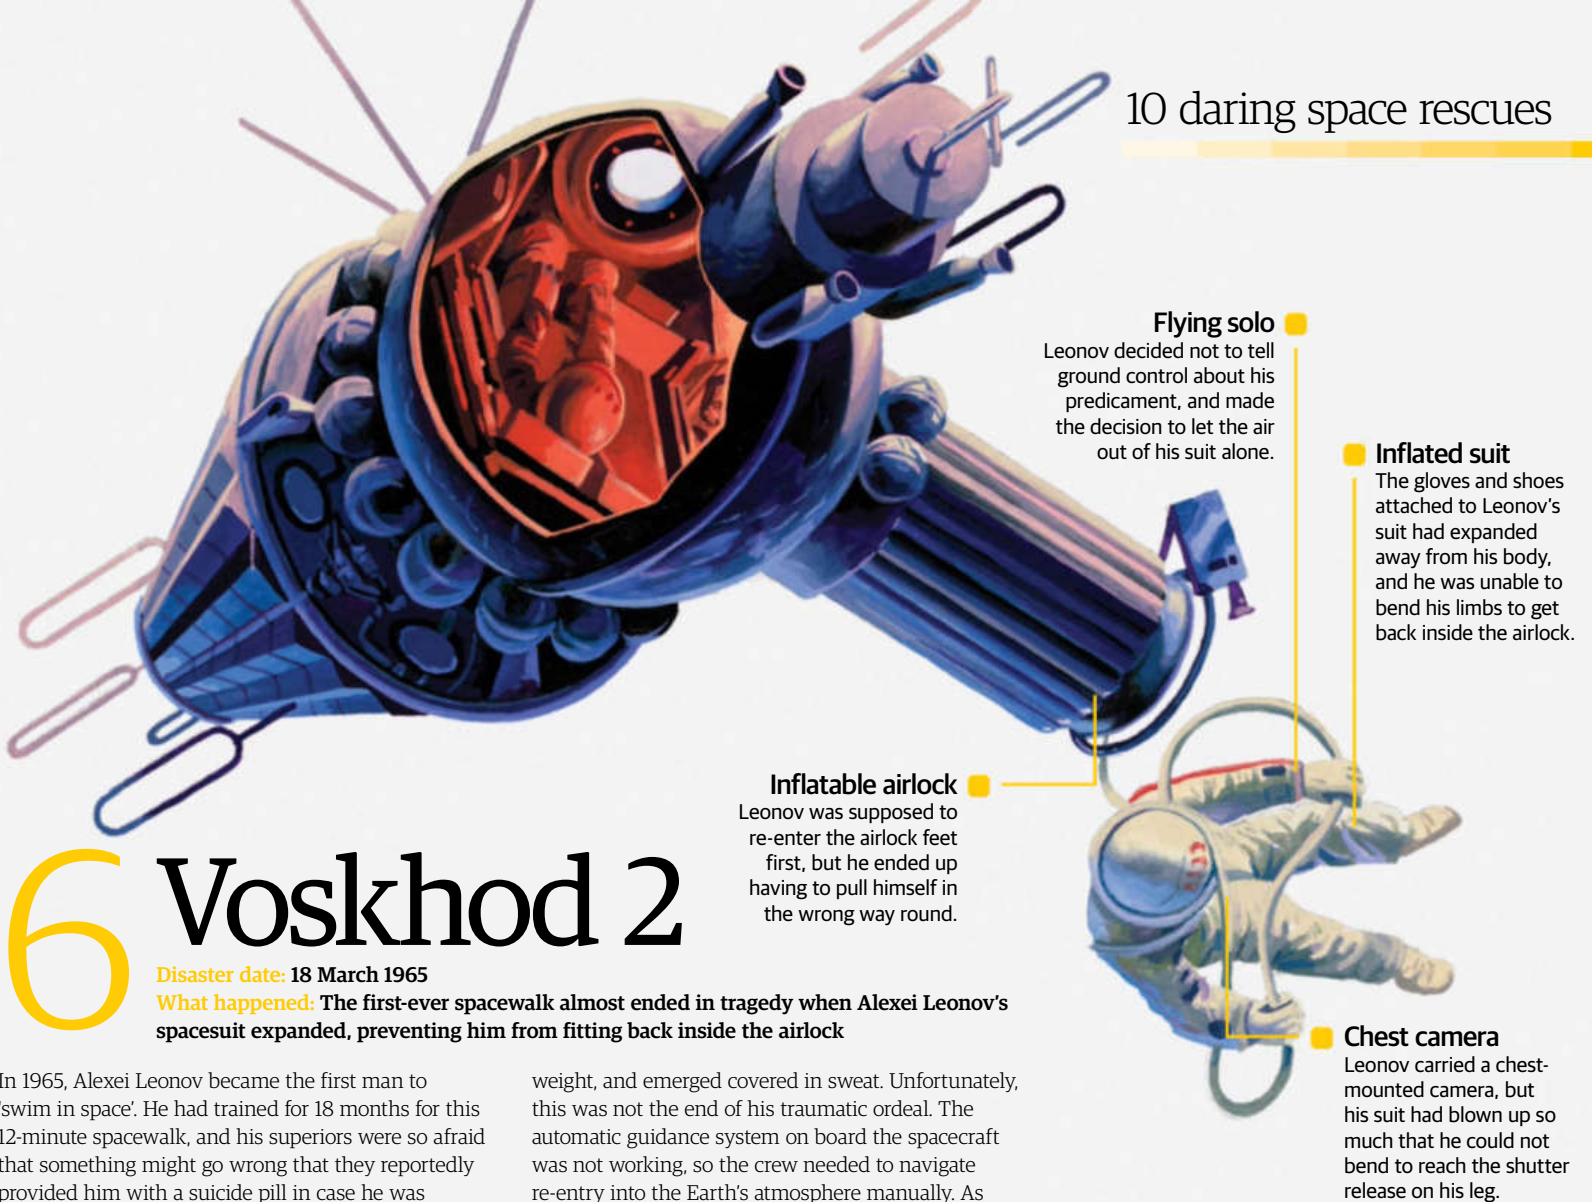 10 daring space rescues
Flying solo
Leonov decided not to tell
ground control about his
predicament, and made
the decision to let the air
out of his suit alone.
Inflated suit
The gloves and shoes
attached to Leonov's
suit had expanded
away from his body,
and he was unable to
bend his limbs to get
back inside the airlock.
Inflatable airlock
Leonov was supposed to
re-enter the airlock feet
first, but he ended up
having to pull himself in
the wrong way round.
6 Voskhod 2
Disaster date: 18 March 1965
What happened: The first-ever spacewalk almost ended in tragedy when Alexei Leonov's
spacesuit expanded, preventing him from fitting back inside the airlock
In 1965, Alexei Leonov became the first man to
'swim in space'. He had trained for 18 months for this
12-minute spacewalk, and his superiors were so afraid
that something might go wrong that they reportedly
provided him with a suicide pill in case he was
weight, and emerged covered in sweat. Unfortunately,
this was not the end of his traumatic ordeal. The
automatic guidance system on board the spacecraft
was not working, so the crew needed to navigate
re-entry into the Earth's atmosphere manually. As
Chest camera
Leonov carried a chest-
mounted camera, but
his suit had blown up so
much that he could not
bend to reach the shutter
release on his leg.